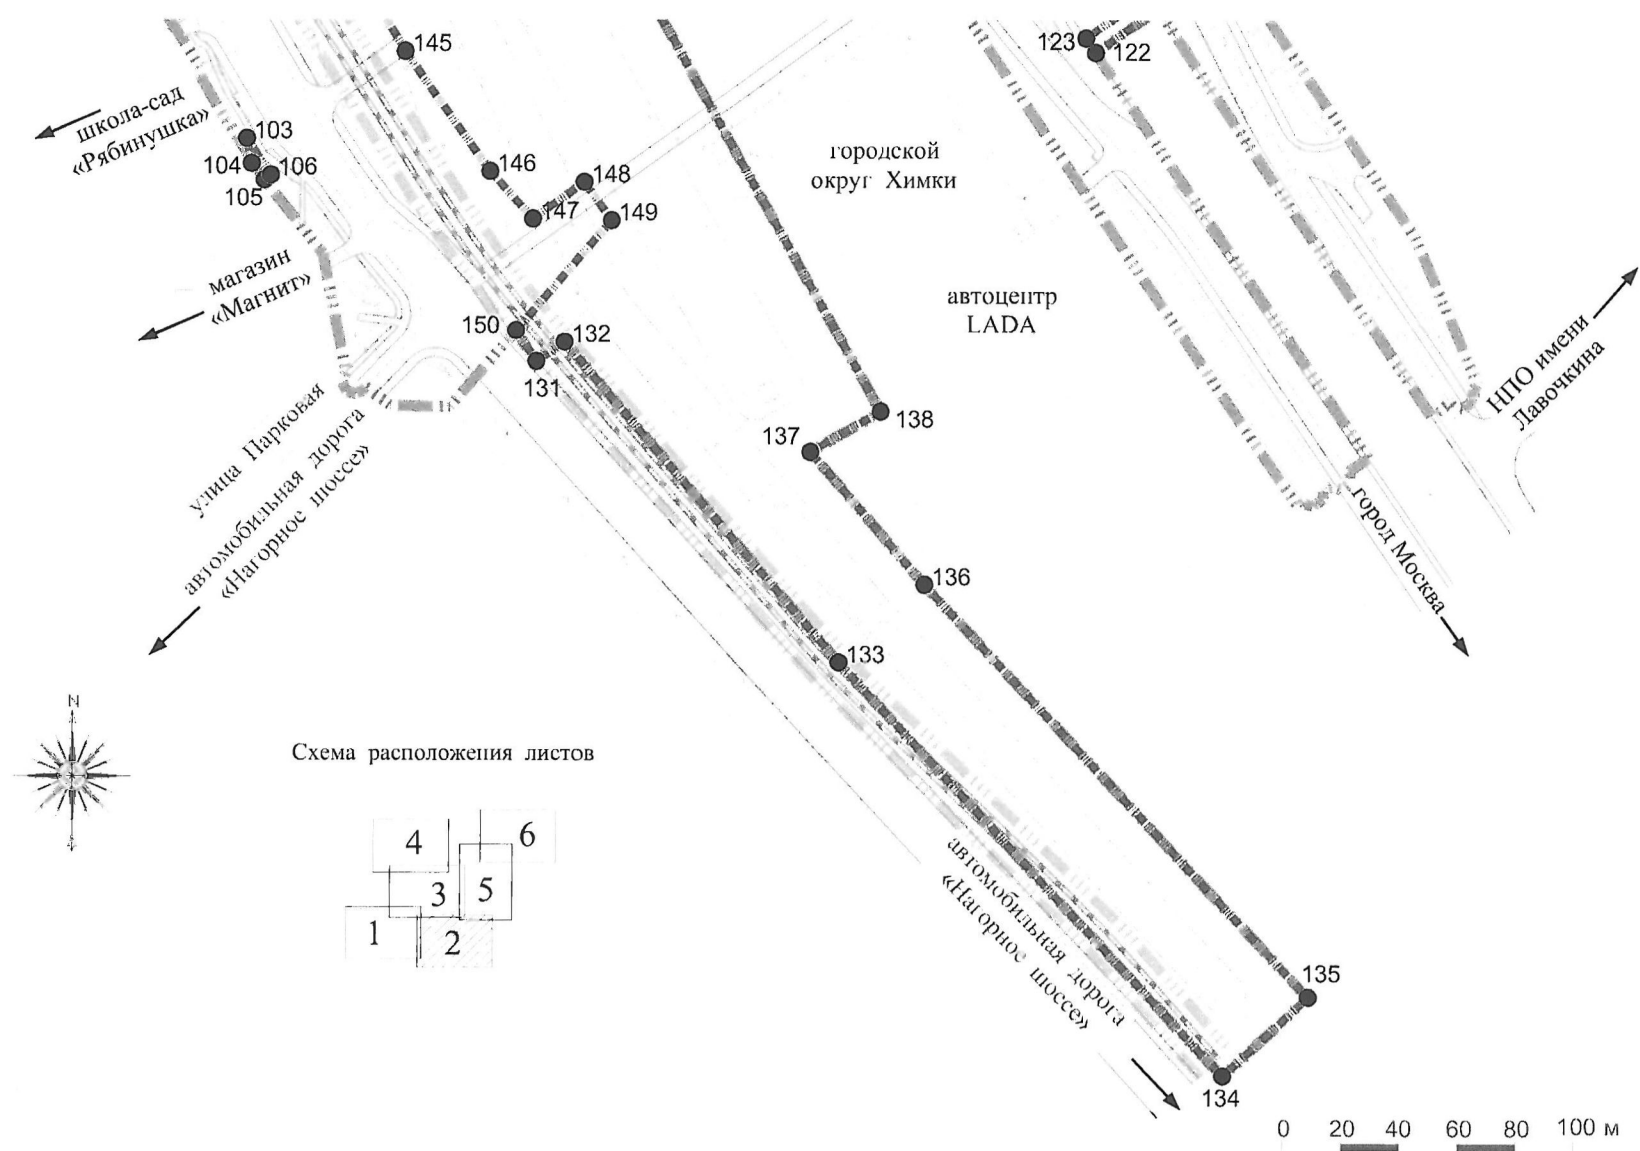 145
123
122
школа-сад
«Рябинушка»
103
104
106
105
146
148
147
149
городской
округ Химки
магазин
«Магнит»
автоцентр
LADA
150
132
131
НПО имени
Лавочкина
138
137
улица Парковая
автомобильная дорога
«Нагорное шоссе»
город Москва
136
133
N
Схема расположения листов
4
6
3
5
1
2
автомобильная дорога
«Нагорное шоссе»
135
134
0 20 40 60 80 100 м